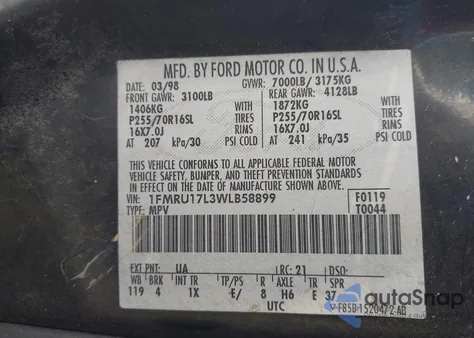 MFD. BY FORD MOTOR CO. IN U.S.A.
DATE: 03/98 GVWR: 7000LB/ 3175KG
FRONT GAWR: 3100LB REAR GAWR: 4128LB
1406KG WITH 1872KG WITH
P255/70R16SL TIRES P255/70R16SL TIRES
16X7.0J RIMS 16X7.0J RIMS
AT 207 kPa/30 PSI COLD AT 241 kPa/35 PSI COLD
THIS VEHICLE CONFORMS TO ALL APPLICABLE FEDERAL MOTOR
VEHICLE SAFETY, BUMPER, AND THEFT PREVENTION STANDARDS IN
EFFECT ON THE DATE OF MANUFACTURE SHOWN ABOVE.
VIN: 1FMRU17L3WLB58899 F0119
TYPE: MPV T0044
EXT PNT: UA RC: 21 DSO:
WB BRK INT TR TP/PS R AXLE TR SPR
119 4 1X E/ 8 H6 E 37
UTC
autoSnap